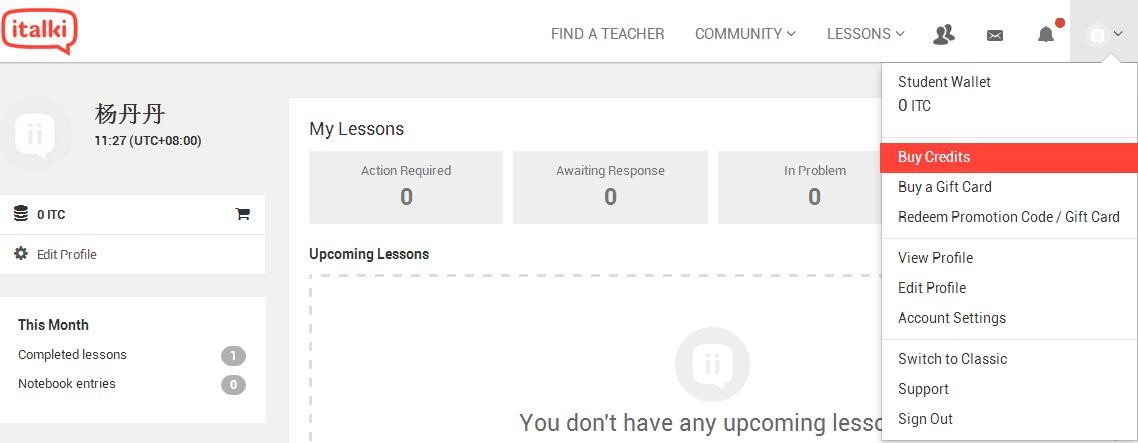 italki
FIND A TEACHER
COMMUNITY
LESSONS
杨丹丹
11:27 (UTC+08:00)
0 ITC
Edit Profile
This Month
Completed lessons 1
Notebook entries 0
My Lessons
Action Required
0
Awaiting Response
0
In Problem
0
Upcoming Lessons
You don't have any upcoming
Student Wallet
0 ITC
Buy Credits
Buy a Gift Card
Redeem Promotion Code / Gift Card
View Profile
Edit Profile
Account Settings
Switch to Classic
Support
Sign Out